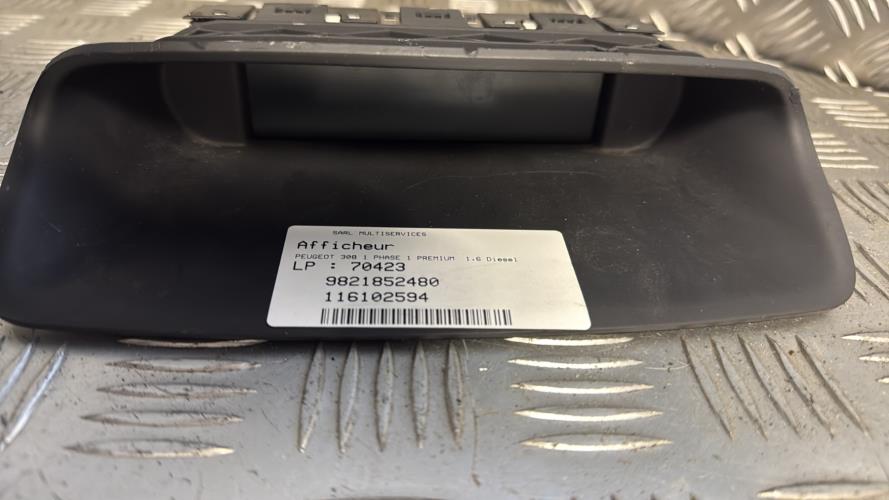 SARL MULTISERVICES
Afficheur
PEUGEOT 308 1 PHASE 1 PREMIUM 1.6 Diesel
LP : 70423
9821852480
116102594